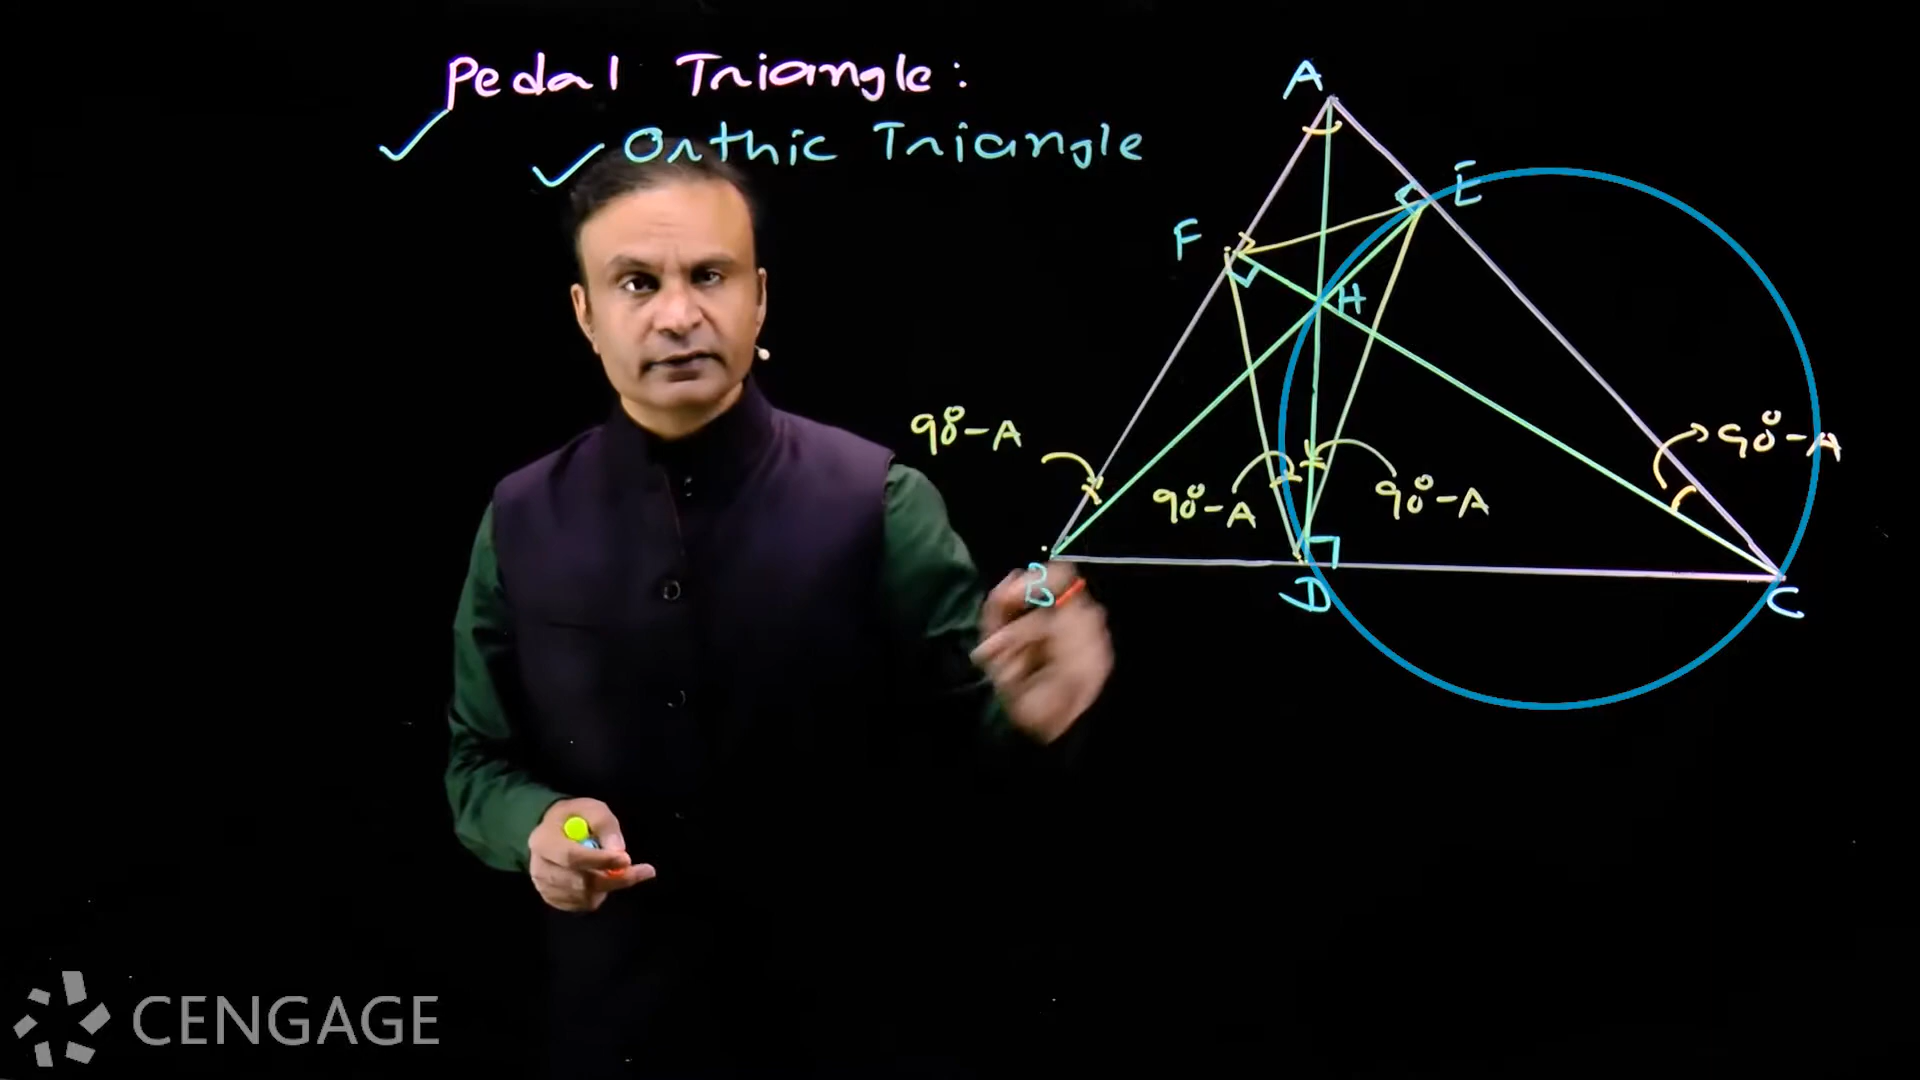 Pedal Triangle:
Orthic Triangle
A
E
F
H
90°-A
90°-A
90°-A
90°-A
B
D
C
CENGAGE